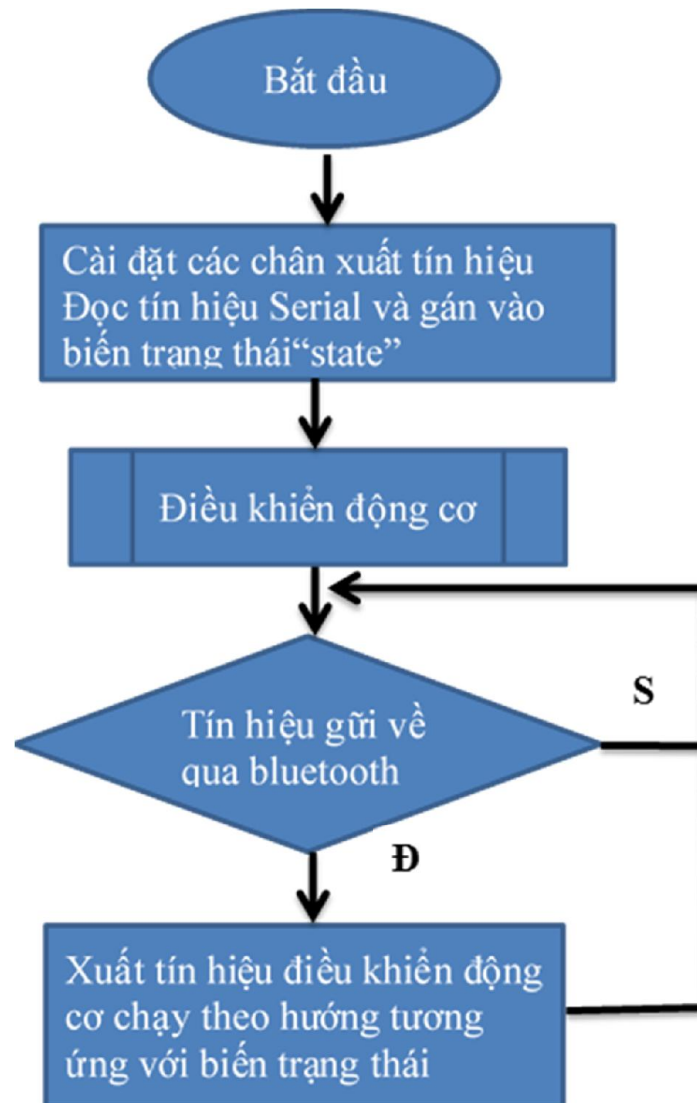 Bắt đầu
Cài đặt các chân xuất tín hiệu
Đọc tín hiệu Serial và gán vào
biến trạng thái“state”
Điều khiển động cơ
S
Tín hiệu gữi về
qua bluetooth
Đ
Xuất tín hiệu điều khiển động
cơ chạy theo hướng tương
ứng với biến trạng thái